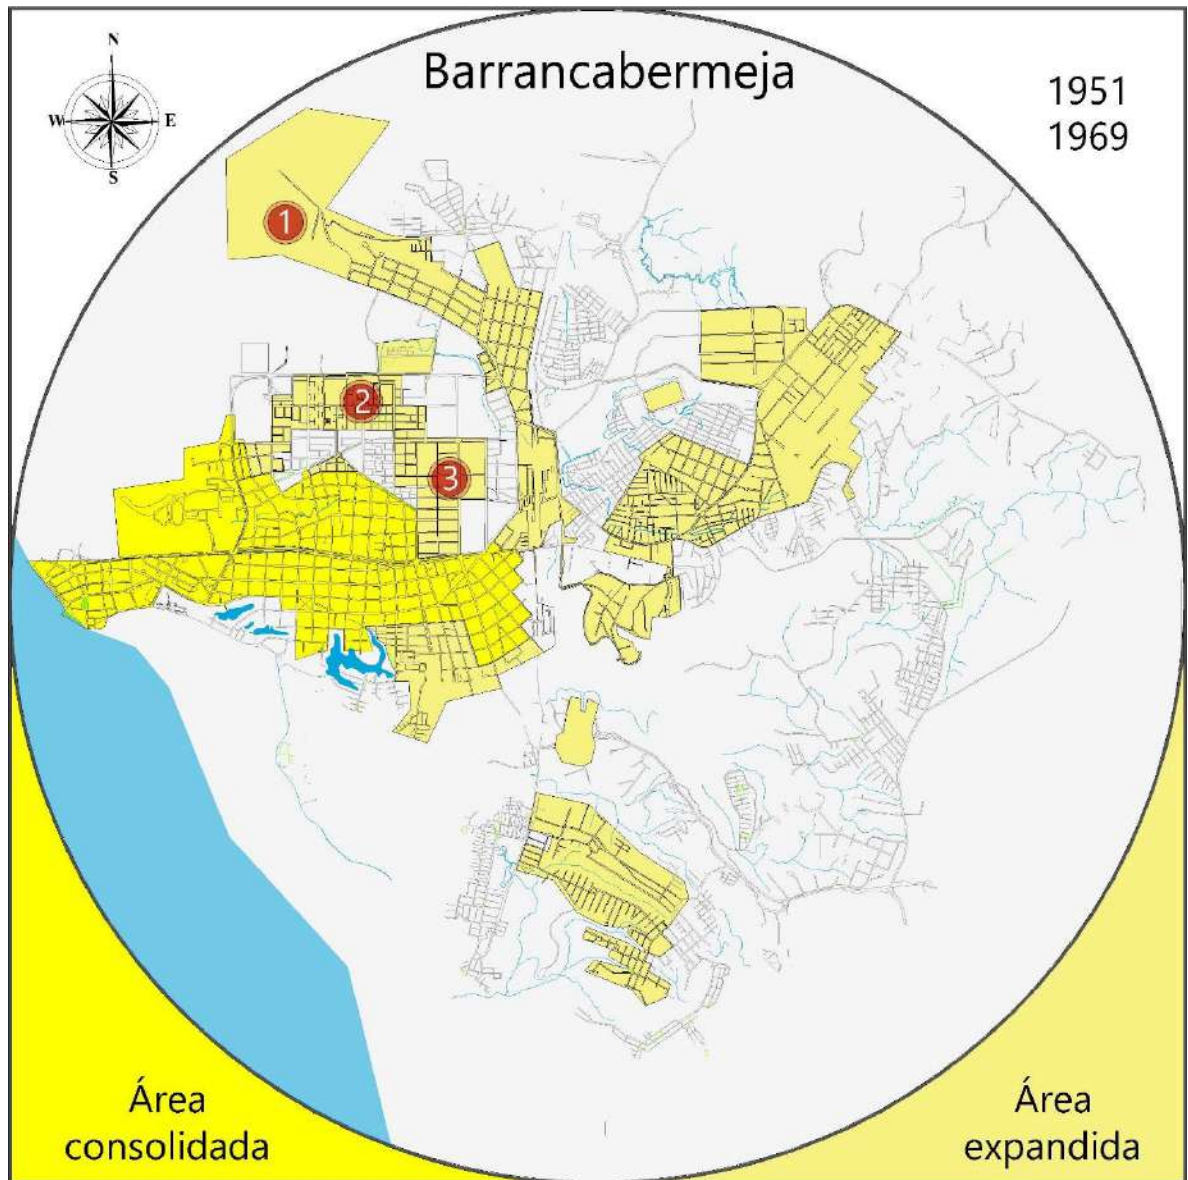 N
Barrancabermeja
1951
W E
1969
S
1
2
3
Área
consolidada
Área
expandida